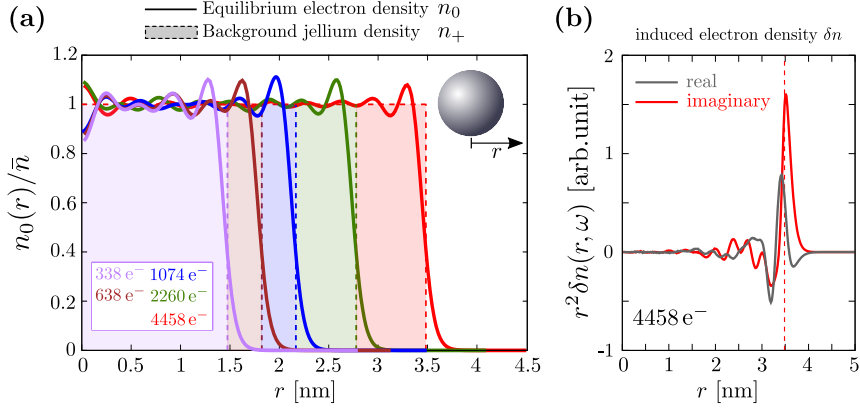 (a)
Equilibrium electron density n₀
Background jellium density n₊
n₀(r)/n̄
1.2
1
0.8
0.6
0.4
0.2
0
338 e⁻ 1074 e⁻
638 e⁻ 2260 e⁻
4458 e⁻
r
0 0.5 1 1.5 2 2.5 3 3.5 4 4.5
r [nm]
(b)
induced electron density δn
real
imaginary
r²δn(r, ω) [arb.unit]
2
1
0
-1
4458 e⁻
0 1 2 3 4 5
r [nm]